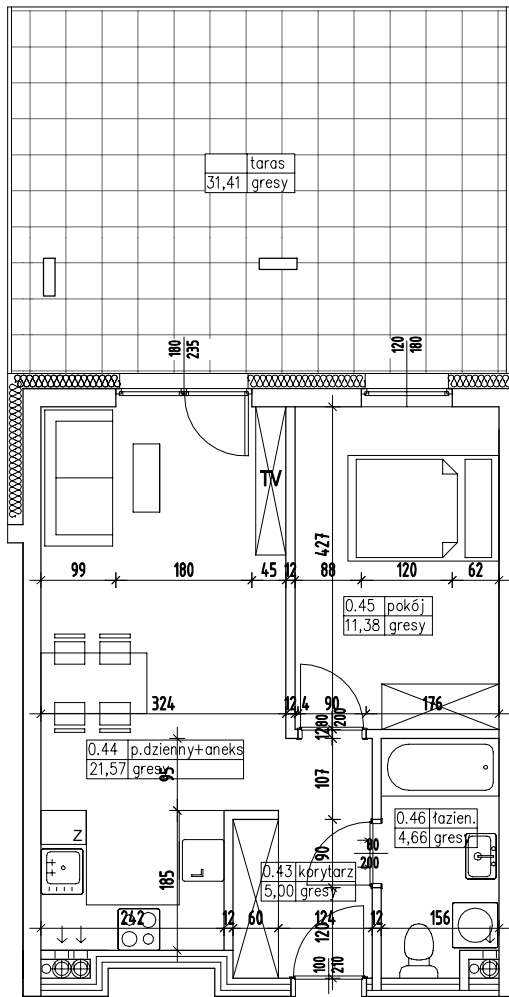 taras
31,41 gresy
180
235
120
180
TV
427
99 180 45 12 88 120 62
0.45 pokój
11,38 gresy
324 12 4 90 176
1280
200
0.44 p.dzienny+aneks
21,57 gresy
95
107
0.46 łazien.
4,66 gresy
Z
L
90
80
200
0.43 korytarz
5,00 gresy
185
242 12 60 124 12 156
120
100
210